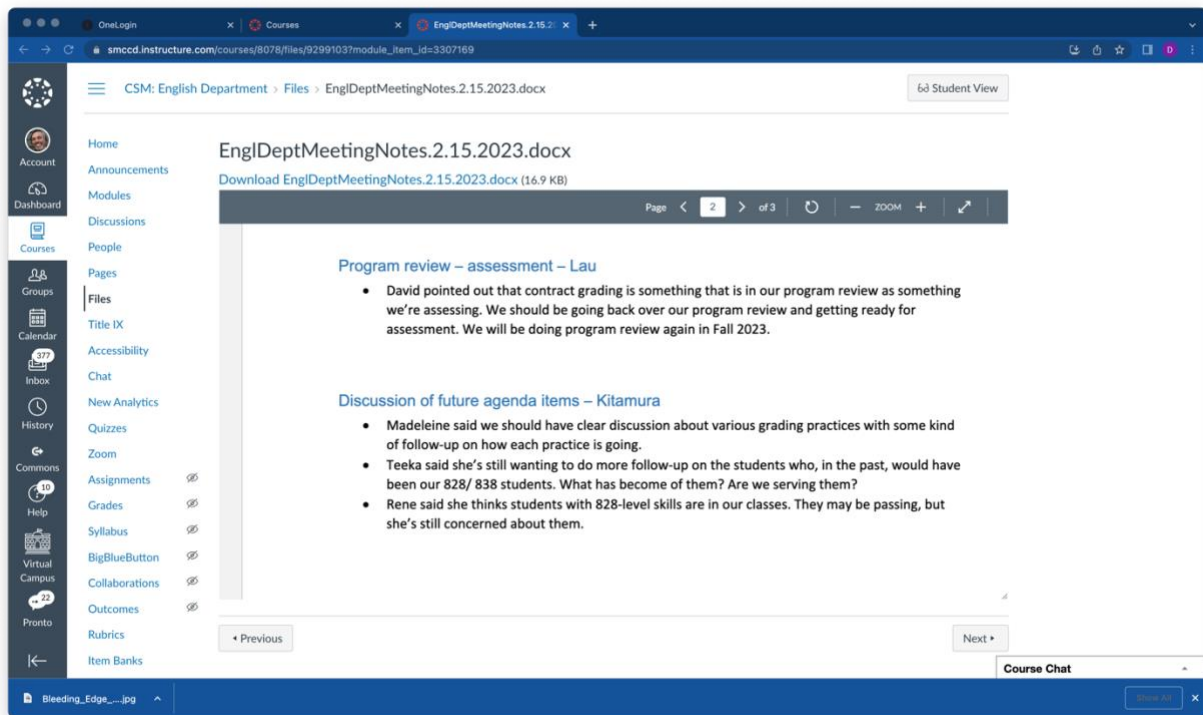 OneLogin
Courses
EnglDeptMeetingNotes.2.15.2
smccd.instructure.com/courses/8078/files/9299103?module_item_id=3307169
D
CSM: English Department › Files › EnglDeptMeetingNotes.2.15.2023.docx
Student View
Account
Dashboard
Courses
Groups
Calendar
377
Inbox
History
Commons
10
Help
Virtual
Campus
22
Pronto
Home
Announcements
Modules
Discussions
People
Pages
Files
Title IX
Accessibility
Chat
New Analytics
Quizzes
Zoom
Assignments
Grades
Syllabus
BigBlueButton
Collaborations
Outcomes
Rubrics
Item Banks
EnglDeptMeetingNotes.2.15.2023.docx
Download EnglDeptMeetingNotes.2.15.2023.docx (16.9 KB)
Page 2 of 3 ZOOM
Program review – assessment – Lau
• David pointed out that contract grading is something that is in our program review as something
we're assessing. We should be going back over our program review and getting ready for
assessment. We will be doing program review again in Fall 2023.
Discussion of future agenda items – Kitamura
• Madeleine said we should have clear discussion about various grading practices with some kind
of follow-up on how each practice is going.
• Teeka said she's still wanting to do more follow-up on the students who, in the past, would have
been our 828/ 838 students. What has become of them? Are we serving them?
• Rene said she thinks students with 828-level skills are in our classes. They may be passing, but
she's still concerned about them.
Previous
Next
Course Chat
Bleeding_Edge_....jpg
Show All